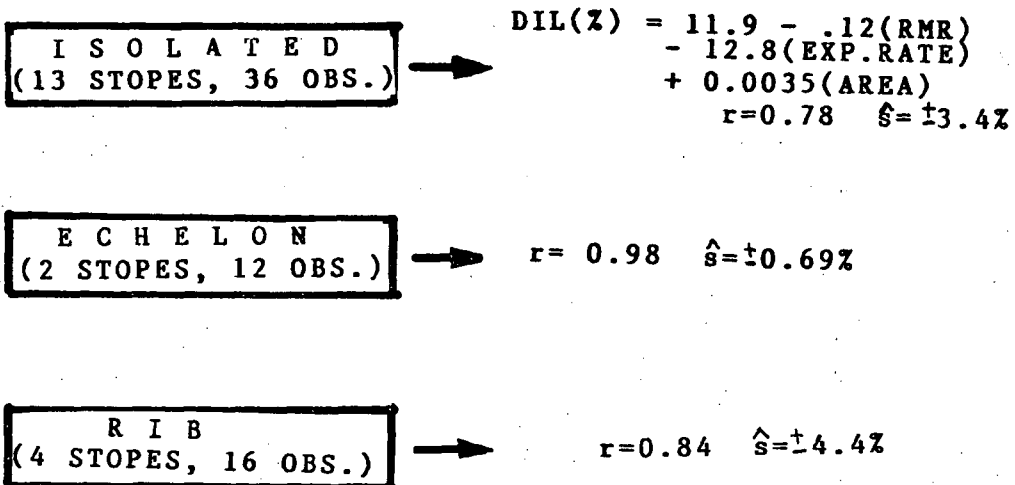 I S O L A T E D
(13 STOPES, 36 OBS.)
DIL(%) = 11.9 - .12(RMR)
- 12.8(EXP.RATE)
+ 0.0035(AREA)
r=0.78 ŝ=±3.4%
E C H E L O N
(2 STOPES, 12 OBS.)
r= 0.98 ŝ=±0.69%
R I B
(4 STOPES, 16 OBS.)
r=0.84 ŝ=±4.4%